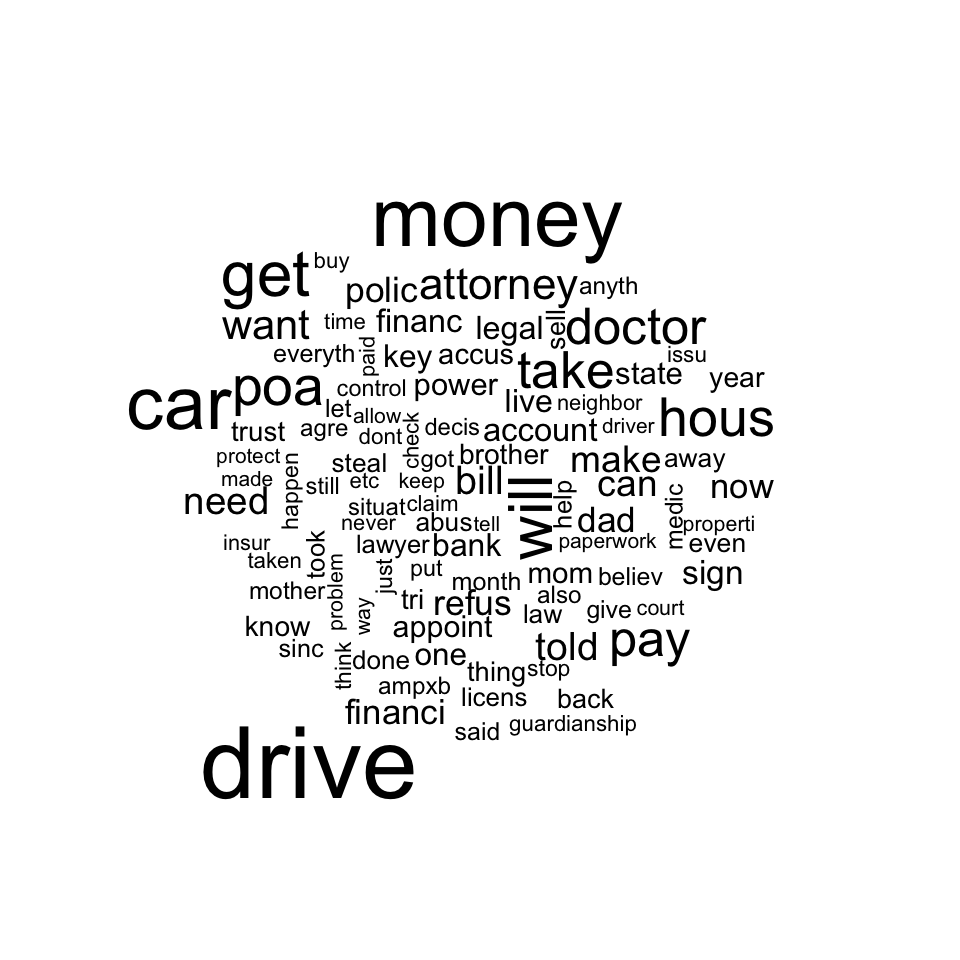 money
get buy
polic attorney anyth
want time financ legal sell doctor
everyth paid key accus take state issu year
car poa control power
let allow live neighbor hous
trust agre dont check decis account driver
protect steal got brother make away
made happen still etc keep bill will help can medic now
need situat claim
never abus tell dad properti
insur took lawyer bank paperwork even
taken problem just put month mom believ sign
mother way tri refus also
law give court
know appoint told pay
sinc think done one thing stop
ampxb licens back
financi said guardianship
drive